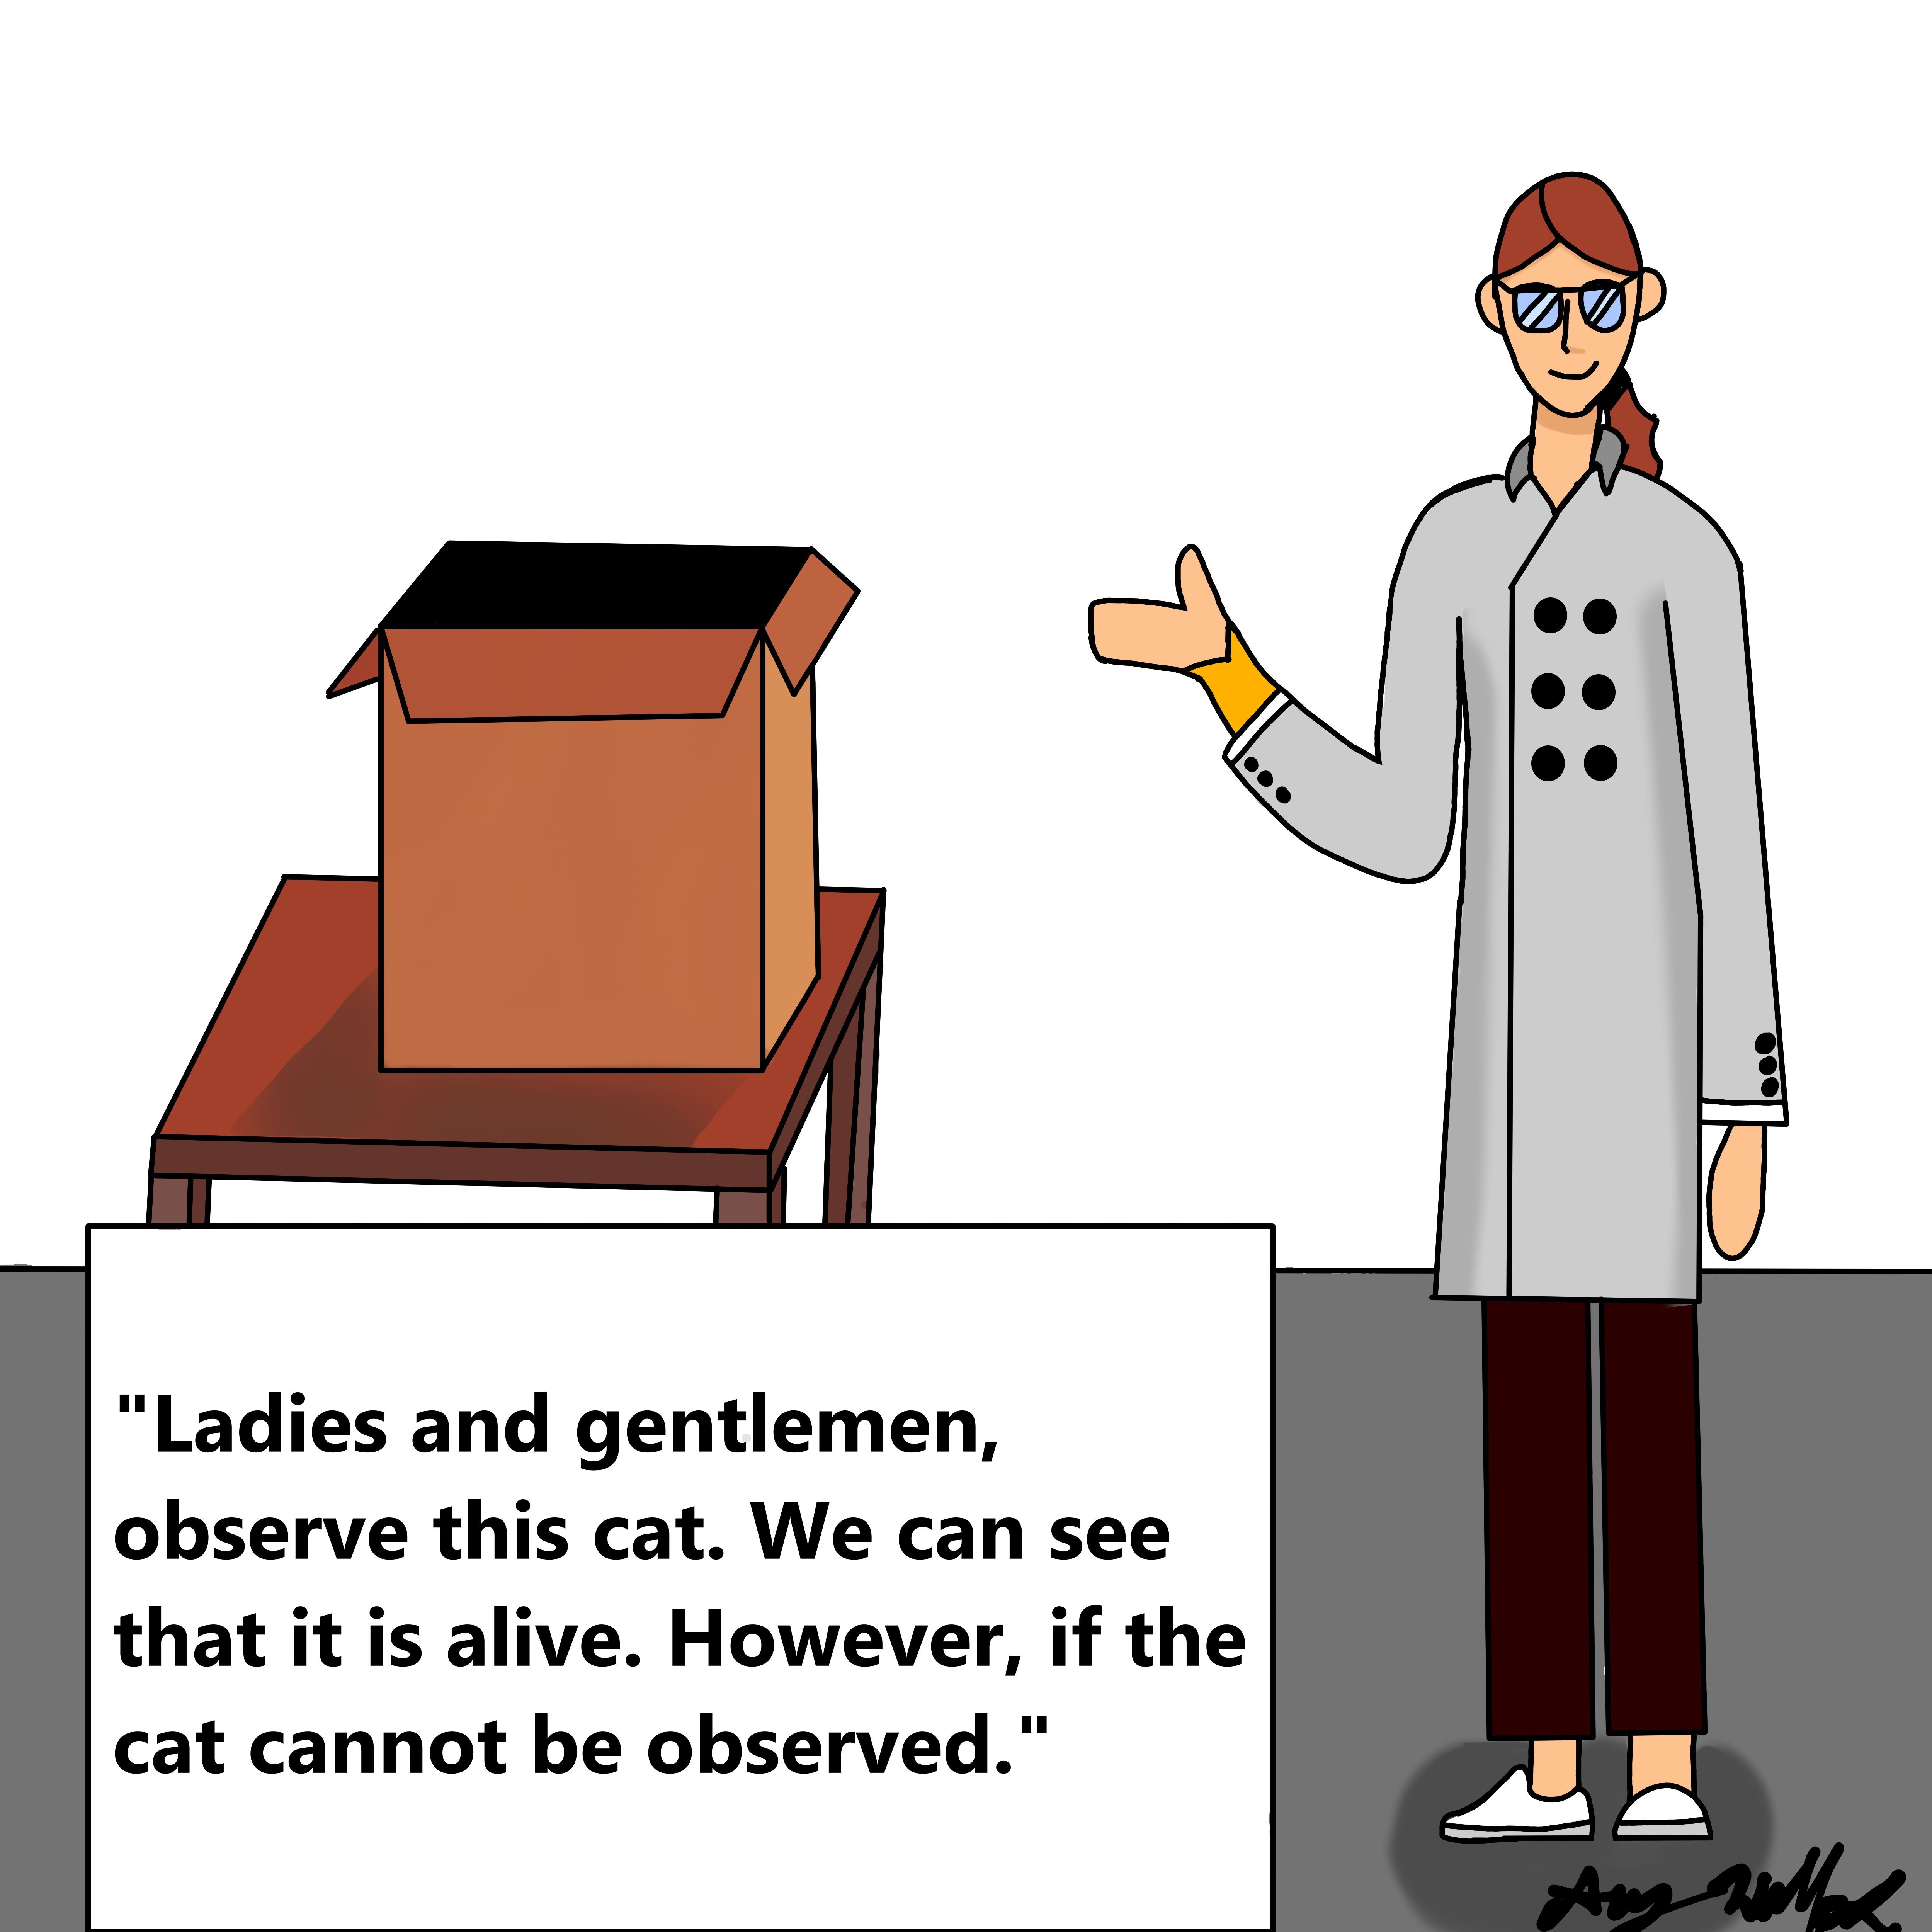 "Ladies and gentlemen,
observe this cat. We can see
that it is alive. However, if the
cat cannot be observed."